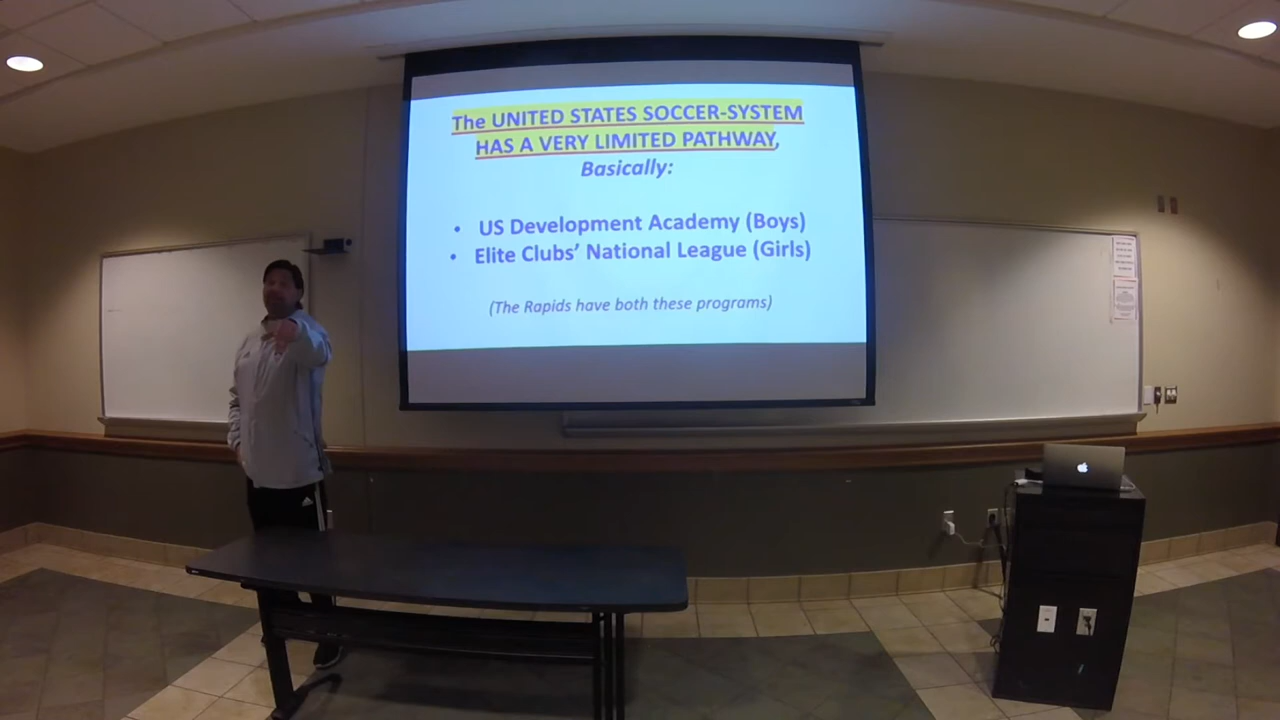 The UNITED STATES SOCCER-SYSTEM
HAS A VERY LIMITED PATHWAY,
Basically:
• US Development Academy (Boys)
• Elite Clubs' National League (Girls)
(The Rapids have both these programs)